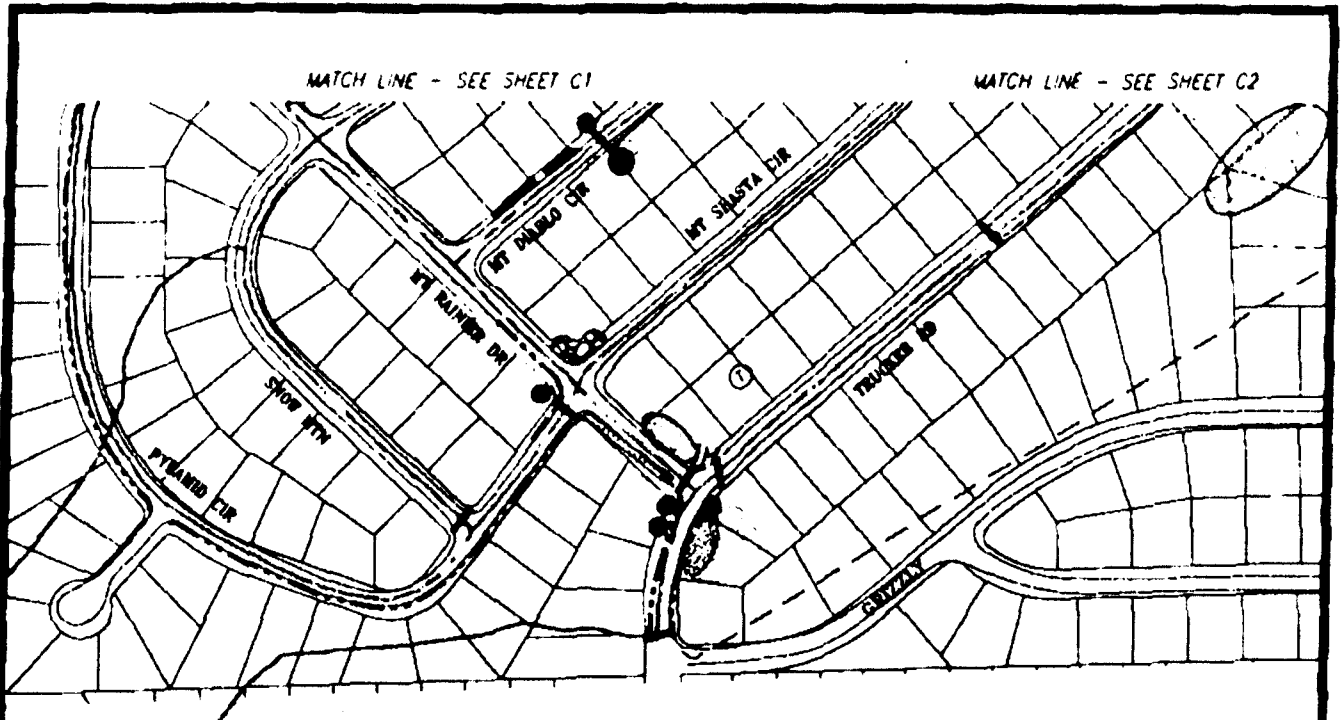 MATCH LINE - SEE SHEET C1
MATCH LINE - SEE SHEET C2
MT DIABLO CIR
MT SHASTA CIR
MT RAINIER DR
TRUCKEE RD
SNOW MTN
PYRAMID CIR
GRIZZLY
T